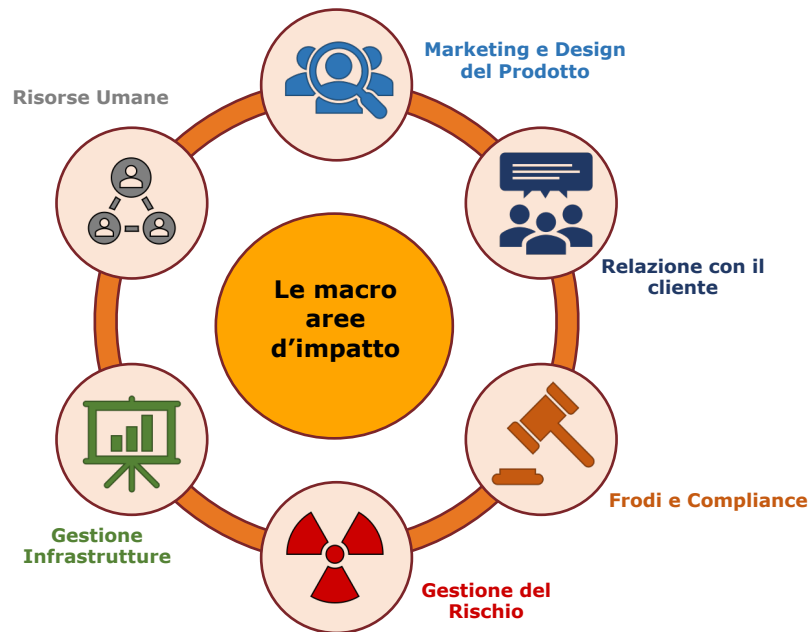 Marketing e Design
del Prodotto
Risorse Umane
Relazione con il
cliente
Le macro
aree
d’impatto
Frodi e Compliance
Gestione
Infrastrutture
Gestione del
Rischio